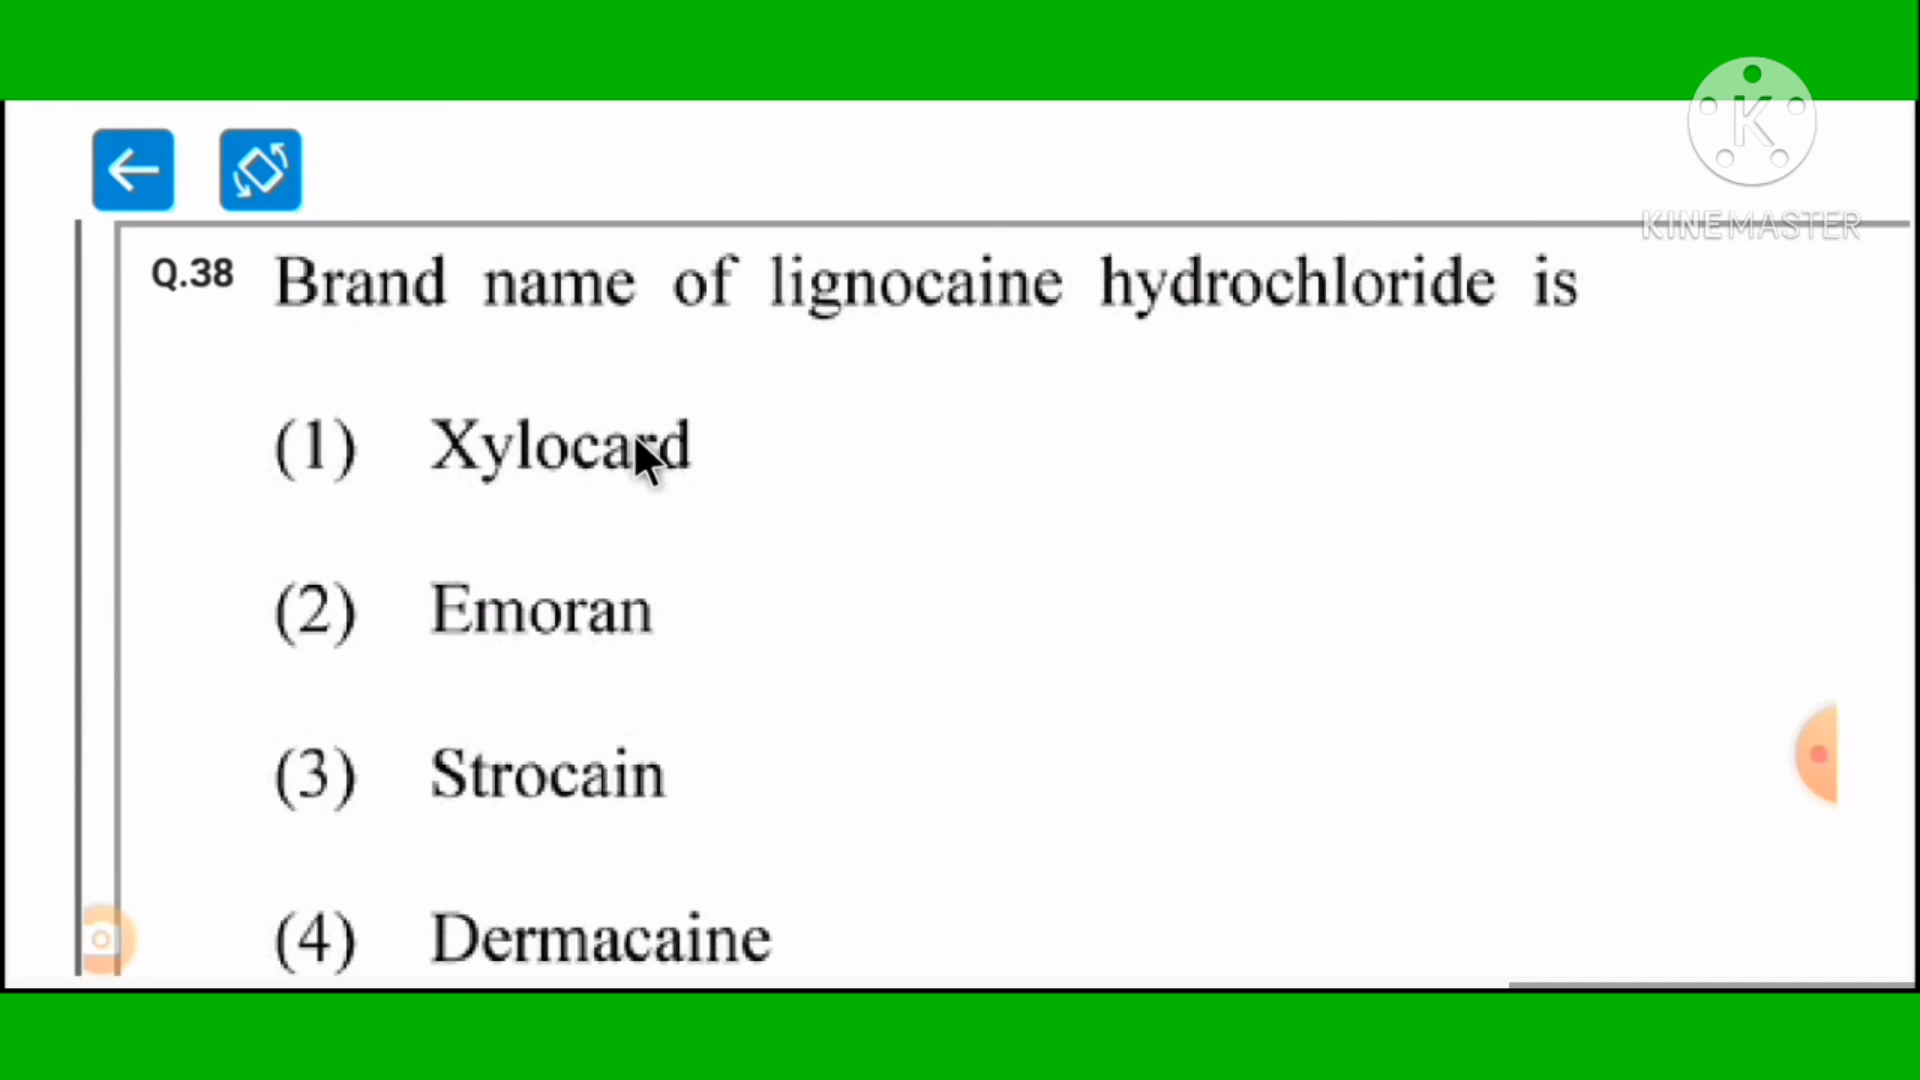 K
KINEMASTER
Q.38 Brand name of lignocaine hydrochloride is
(1) Xylocard
(2) Emoran
(3) Strocain
(4) Dermacaine